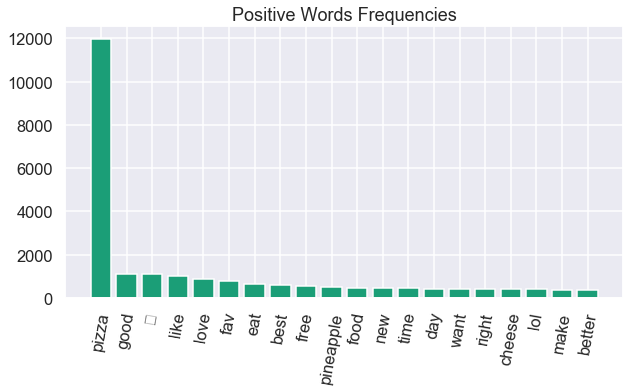 Positive Words Frequencies
12000
10000
8000
6000
4000
2000
0
pizza
good
□
like
love
fav
eat
best
free
pineapple
food
new
time
day
want
right
cheese
lol
make
better